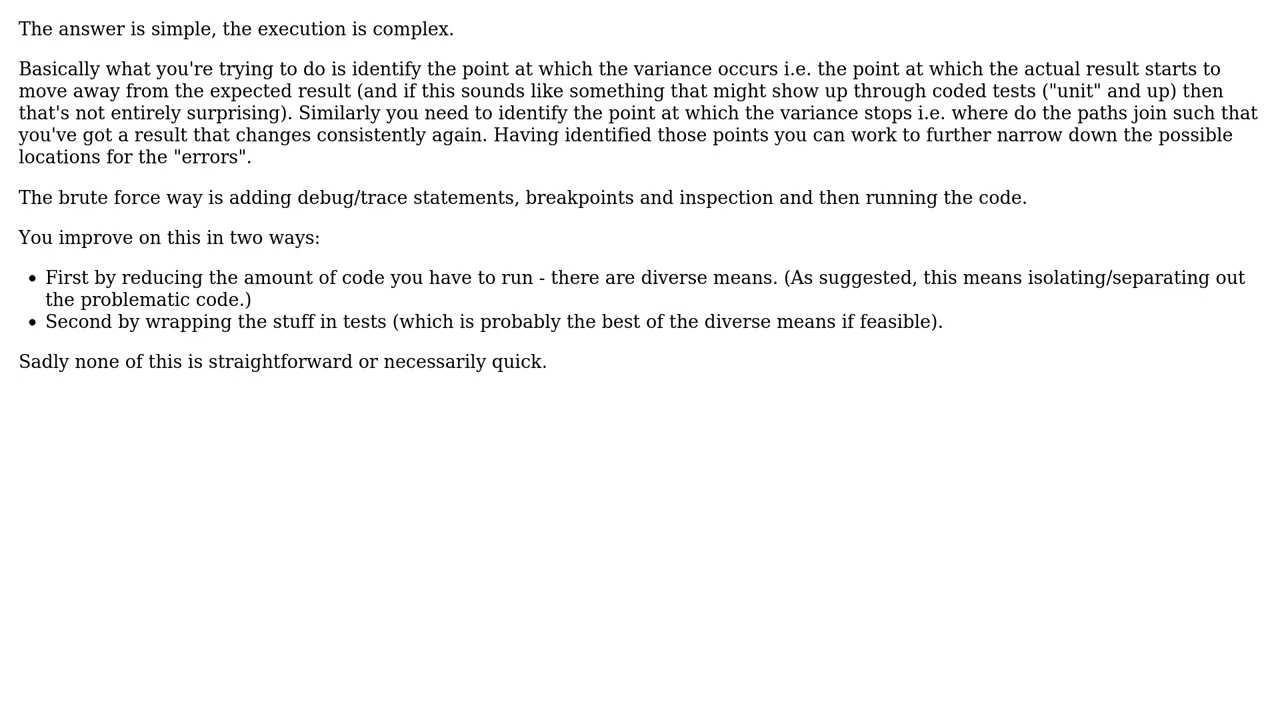 The answer is simple, the execution is complex.
Basically what you're trying to do is identify the point at which the variance occurs i.e. the point at which the actual result starts to
move away from the expected result (and if this sounds like something that might show up through coded tests ("unit" and up) then
that's not entirely surprising). Similarly you need to identify the point at which the variance stops i.e. where do the paths join such that
you've got a result that changes consistently again. Having identified those points you can work to further narrow down the possible
locations for the "errors".
The brute force way is adding debug/trace statements, breakpoints and inspection and then running the code.
You improve on this in two ways:
• First by reducing the amount of code you have to run - there are diverse means. (As suggested, this means isolating/separating out
the problematic code.)
• Second by wrapping the stuff in tests (which is probably the best of the diverse means if feasible).
Sadly none of this is straightforward or necessarily quick.